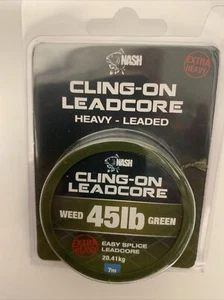 NASH
EXTRA
HEAVY
CLING-ON
LEADCORE
HEAVY - LEADED
NASH
CLING-ON
LEADCORE
WEED 45lb GREEN
EXTRA
HEAVY
EASY SPLICE
LEADCORE
20.41kg
7m